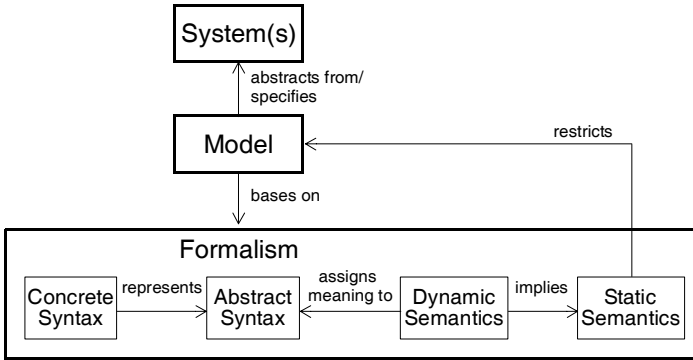 System(s)
abstracts from/
specifies
Model
restricts
bases on
Formalism
Concrete
Syntax
represents
Abstract
Syntax
assigns
meaning to
Dynamic
Semantics
implies
Static
Semantics